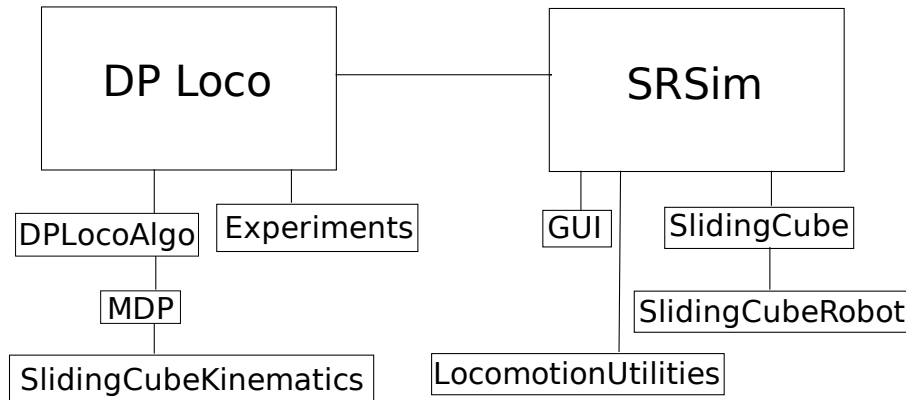 DP Loco
SRSim
DPLocoAlgo
Experiments
GUI
SlidingCube
MDP
SlidingCubeRobot
SlidingCubeKinematics
LocomotionUtilities